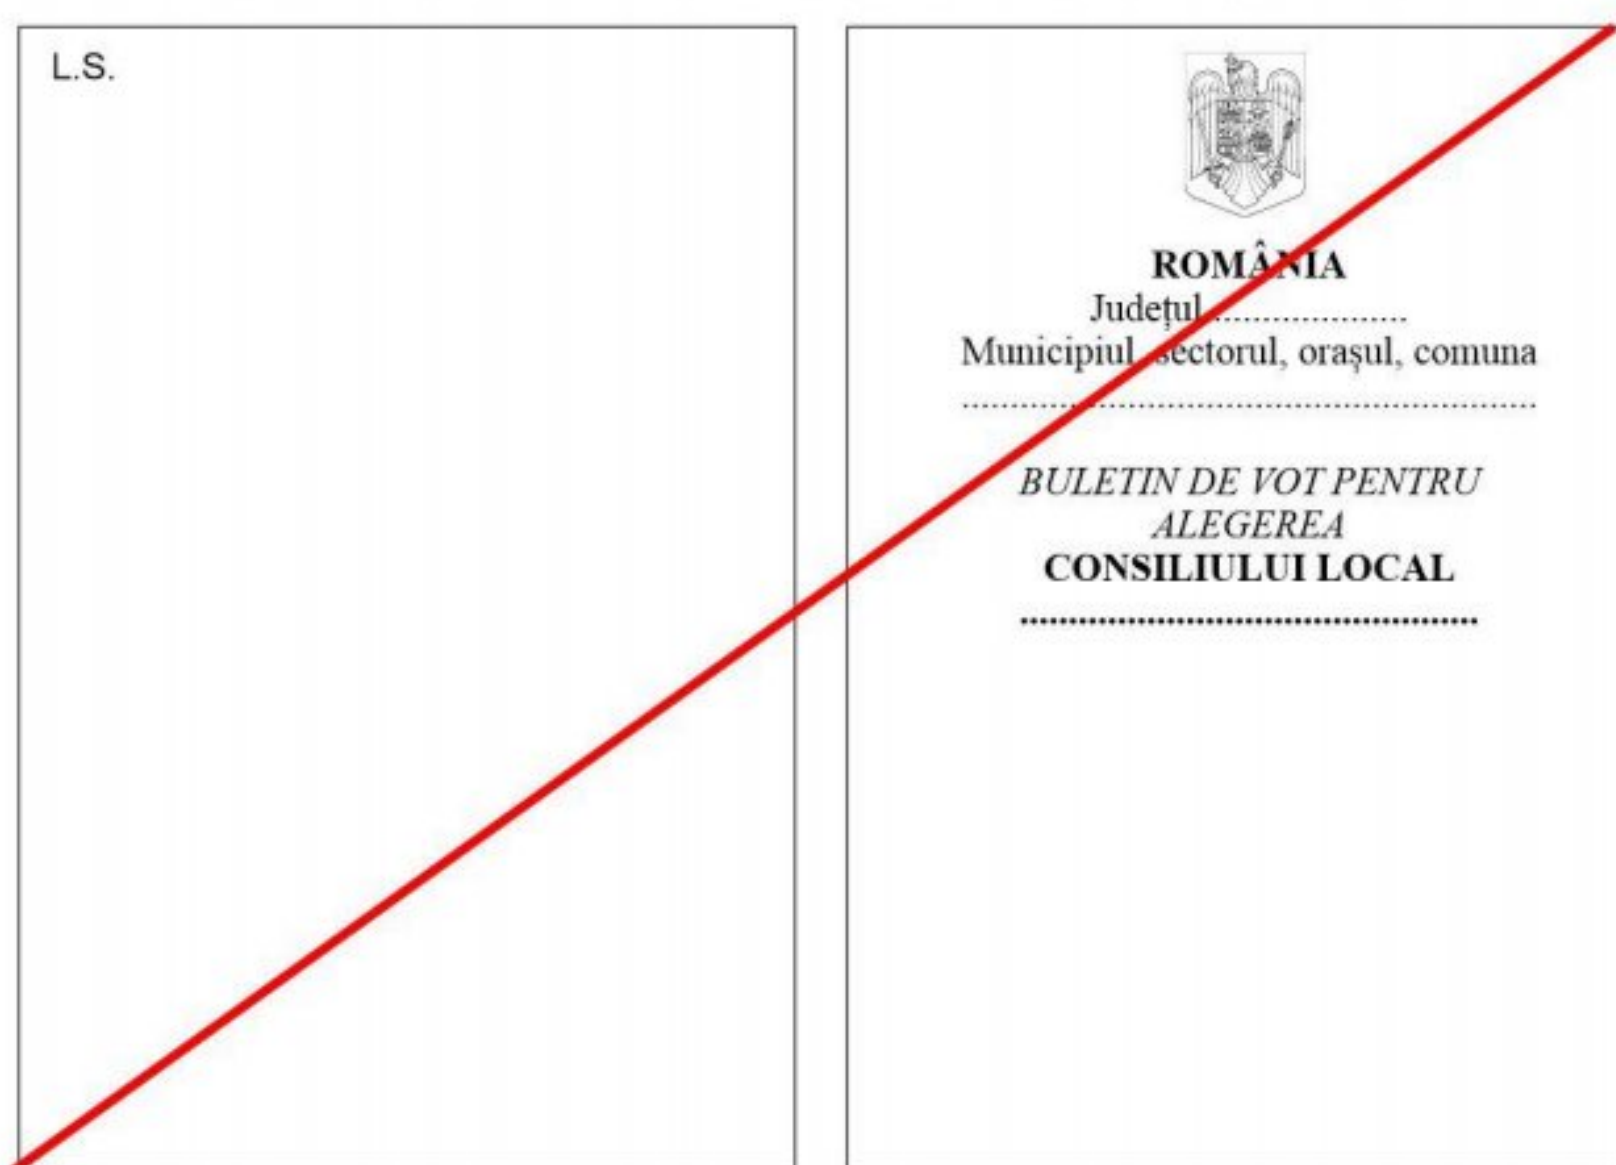 L.S.
ROMÂNIA
Județul ....................
Municipiul, sectorul, orașul, comuna
............................................................
BULETIN DE VOT PENTRU
ALEGEREA
CONSILIULUI LOCAL
................................................